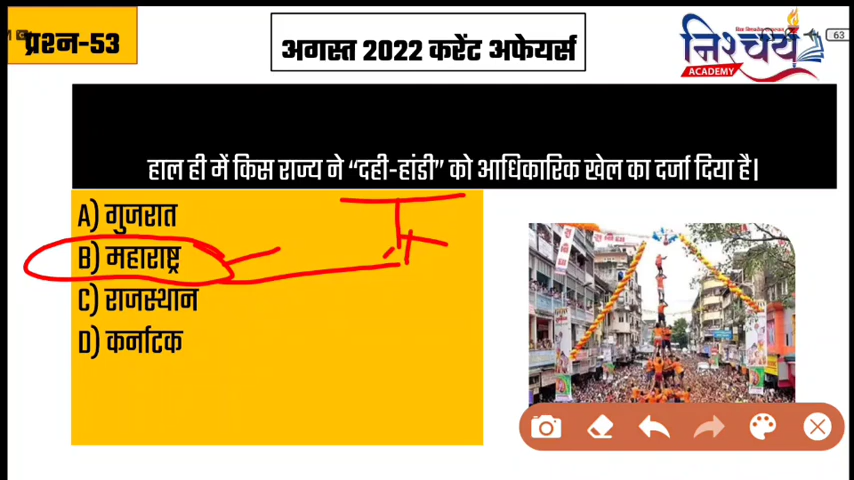 प्रश्न-53
अगस्त 2022 करेंट अफेयर्स
निश्चय
ACADEMY
63
हाल ही में किस राज्य ने “दही-हांडी” को आधिकारिक खेल का दर्जा दिया है।
A) गुजरात
B) महाराष्ट्र
C) राजस्थान
D) कर्नाटक